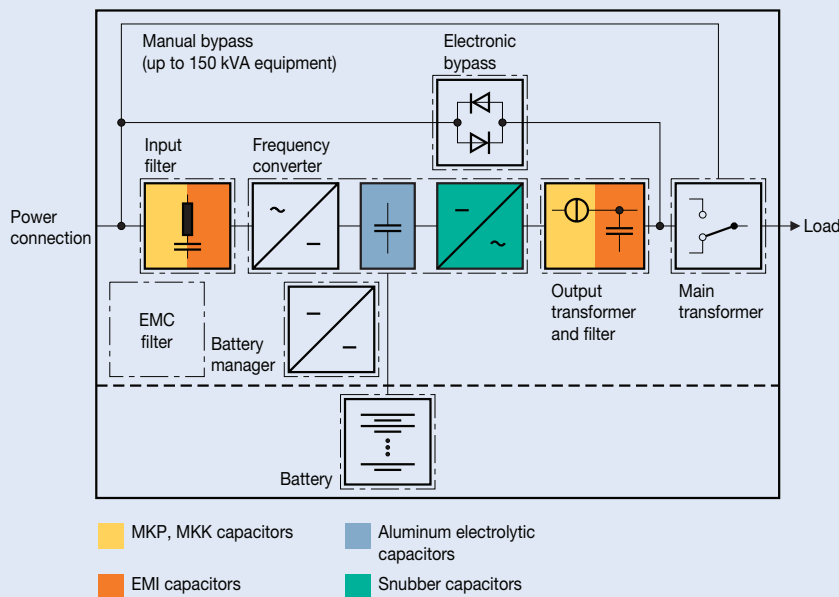 Manual bypass
(up to 150 kVA equipment)
Electronic
bypass
Input
filter
Frequency
converter
Power
connection
Load
EMC
filter
Battery
manager
Output
transformer
and filter
Main
transformer
Battery
MKP, MKK capacitors
Aluminum electrolytic
capacitors
EMI capacitors
Snubber capacitors